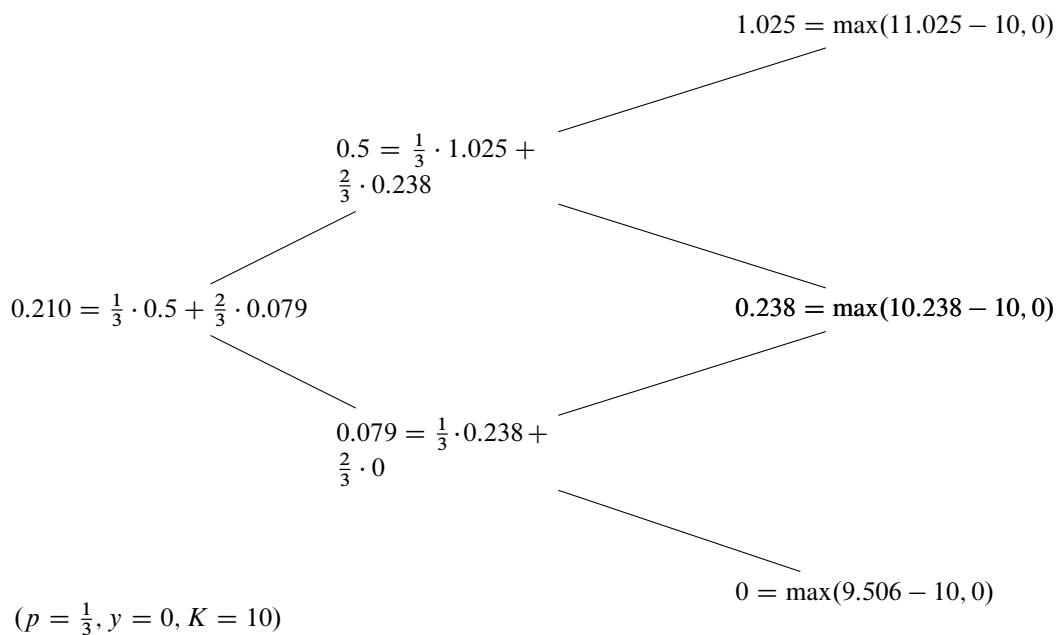 1.025 = max(11.025 − 10, 0)
0.5 = 1/3 · 1.025 +
2/3 · 0.238
0.210 = 1/3 · 0.5 + 2/3 · 0.079
0.238 = max(10.238 − 10, 0)
0.079 = 1/3 · 0.238 +
2/3 · 0
0 = max(9.506 − 10, 0)
(p = 1/3, y = 0, K = 10)